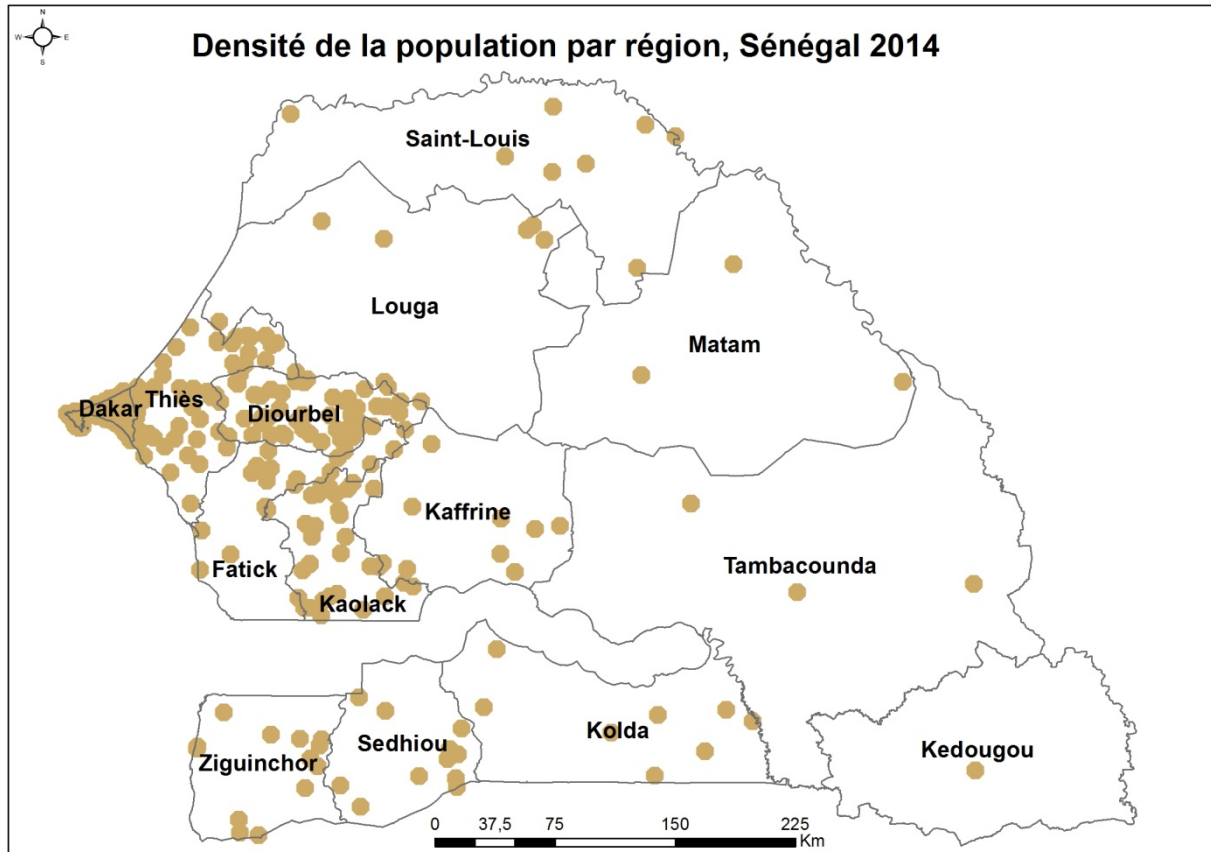 N
W E
S
Densité de la population par région, Sénégal 2014
Saint-Louis
Louga
Matam
Dakar
Thiès
Diourbel
Kaffrine
Fatick
Kaolack
Tambacounda
Ziguinchor
Sedhiou
Kolda
Kedougou
0 37,5 75 150 225
Km